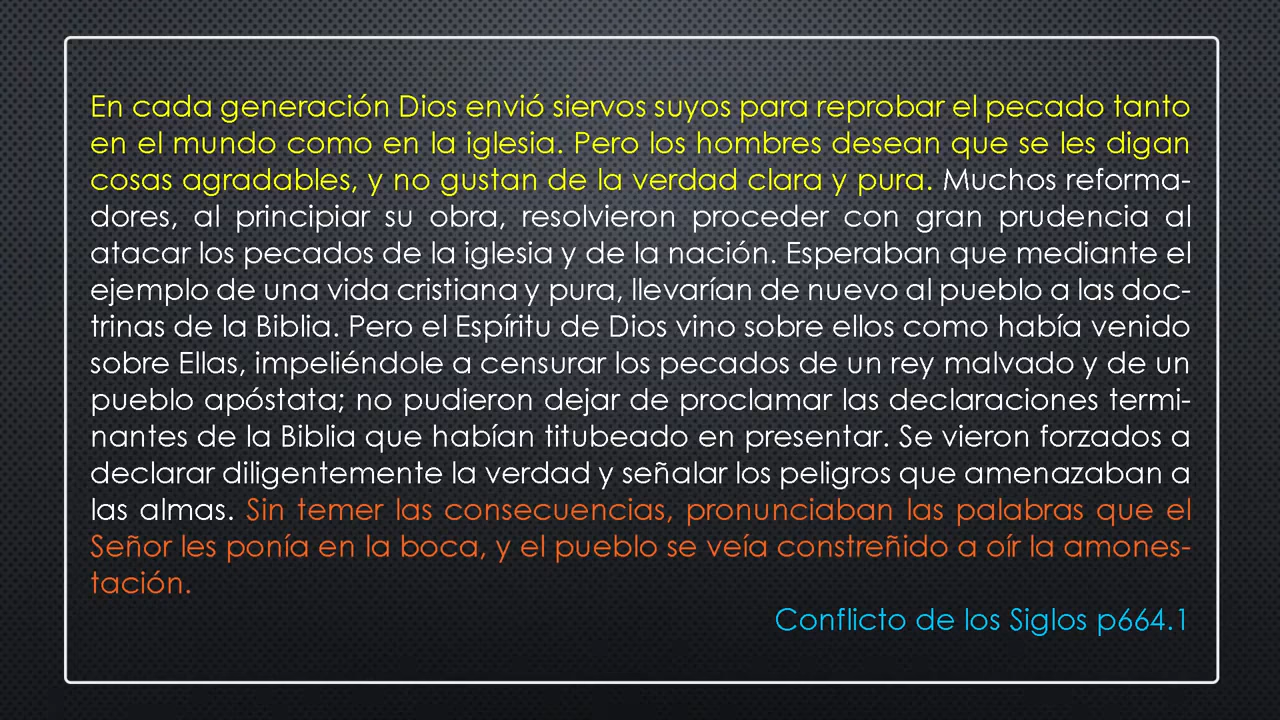 En cada generación Dios envió siervos suyos para reprobar el pecado tanto
en el mundo como en la iglesia. Pero los hombres desean que se les digan
cosas agradables, y no gustan de la verdad clara y pura. Muchos reforma-
dores, al principiar su obra, resolvieron proceder con gran prudencia al
atacar los pecados de la iglesia y de la nación. Esperaban que mediante el
ejemplo de una vida cristiana y pura, llevarían de nuevo al pueblo a las doc-
trinas de la Biblia. Pero el Espíritu de Dios vino sobre ellos como había venido
sobre Ellas, impeliéndole a censurar los pecados de un rey malvado y de un
pueblo apóstata; no pudieron dejar de proclamar las declaraciones termi-
nantes de la Biblia que habían titubeado en presentar. Se vieron forzados a
declarar diligentemente la verdad y señalar los peligros que amenazaban a
las almas. Sin temer las consecuencias, pronunciaban las palabras que el
Señor les ponía en la boca, y el pueblo se veía constreñido a oír la amones-
tación.
Conflicto de los Siglos p664.1